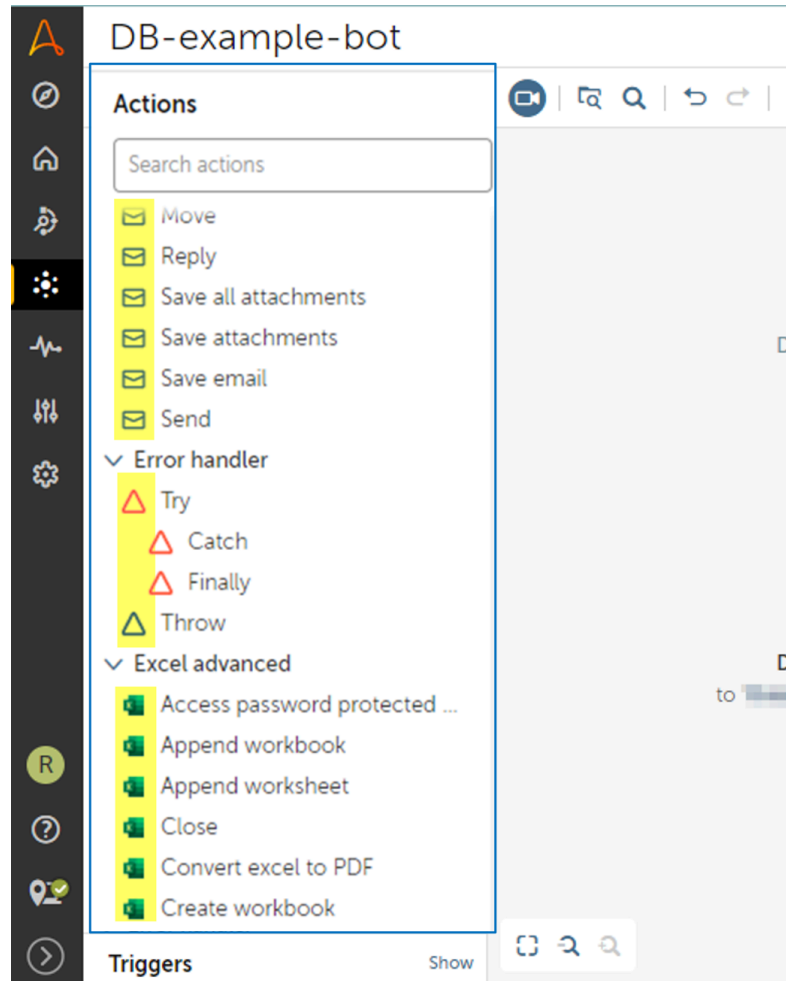 DB-example-bot
Actions
Search actions
Move
Reply
Save all attachments
Save attachments
Save email
Send
Error handler
Try
Catch
Finally
Throw
Excel advanced
Access password protected ...
Append workbook
Append worksheet
Close
Convert excel to PDF
Create workbook
Triggers Show
D
D
to
R